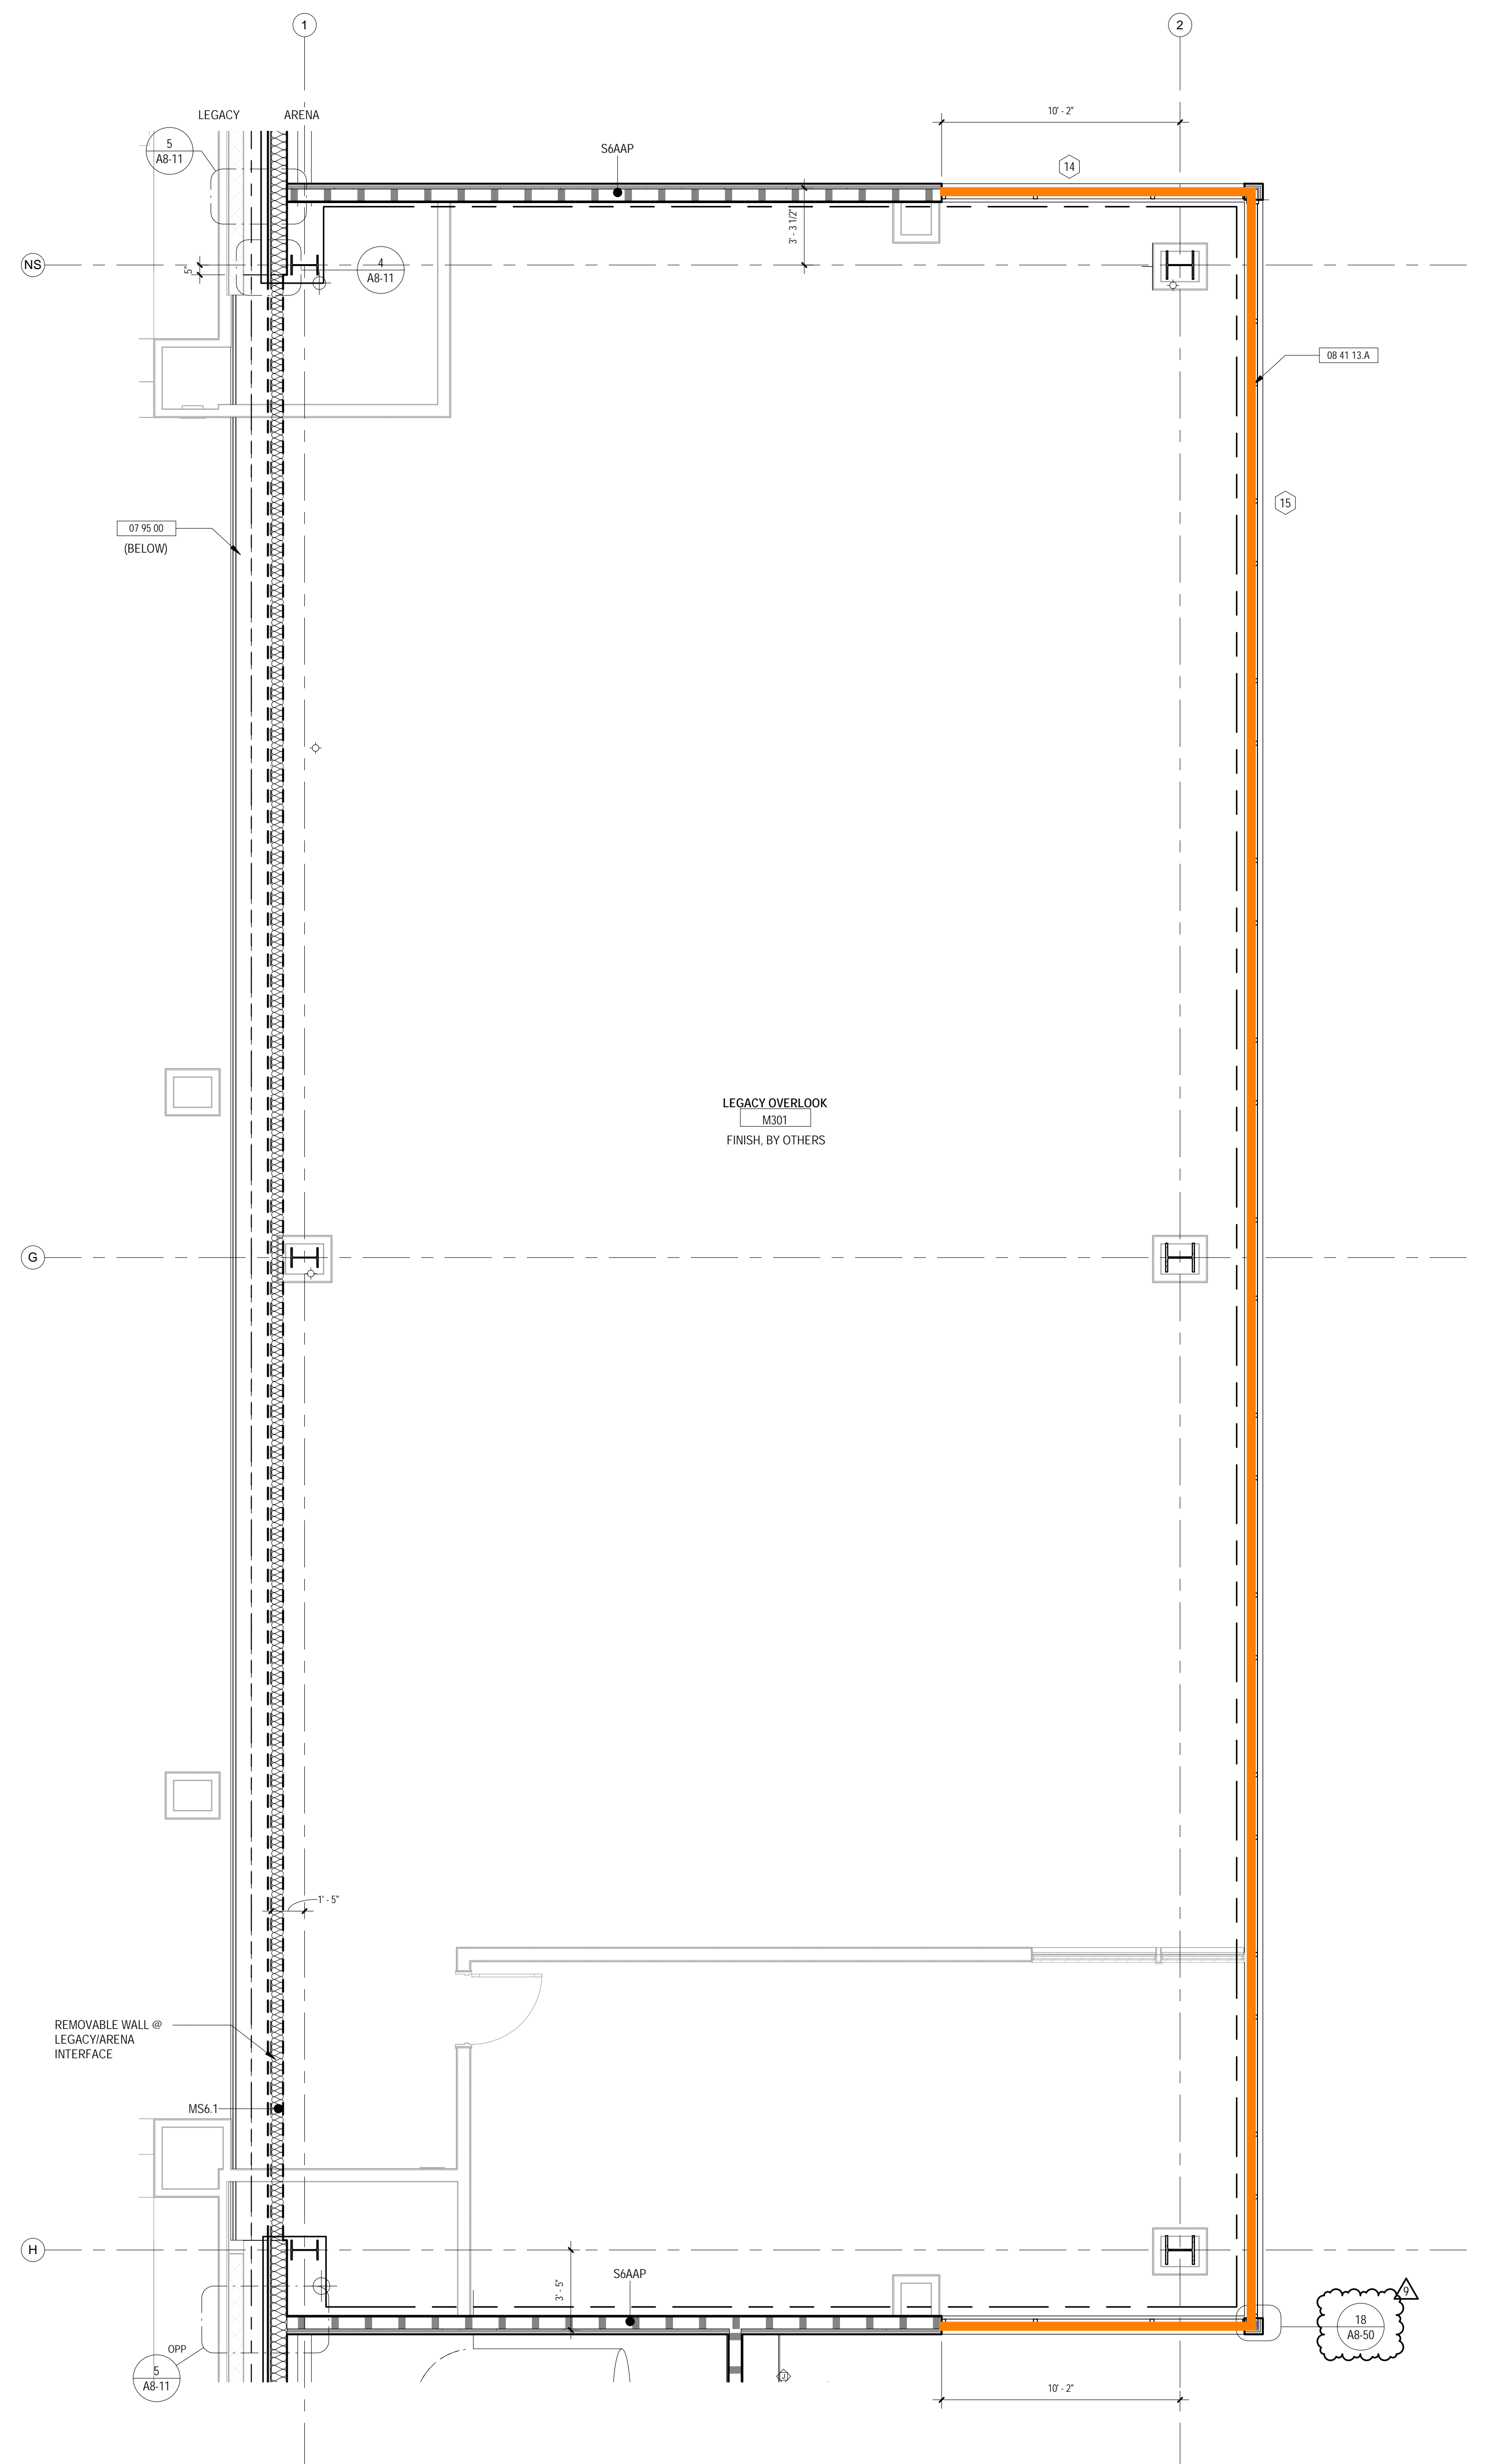 1
2
LEGACY
ARENA
10' - 2"
5
A8-11
S6AAP
14
3' - 3 1/2"
NS
5"
4
A8-11
08 41 13.A
15
07 95 00
(BELOW)
LEGACY OVERLOOK
M301
FINISH, BY OTHERS
G
1' - 5"
REMOVABLE WALL @
LEGACY/ARENA
INTERFACE
MS6.1
H
S6AAP
3' - 5"
9
18
A8-50
OPP
5
A8-11
J
10' - 2"